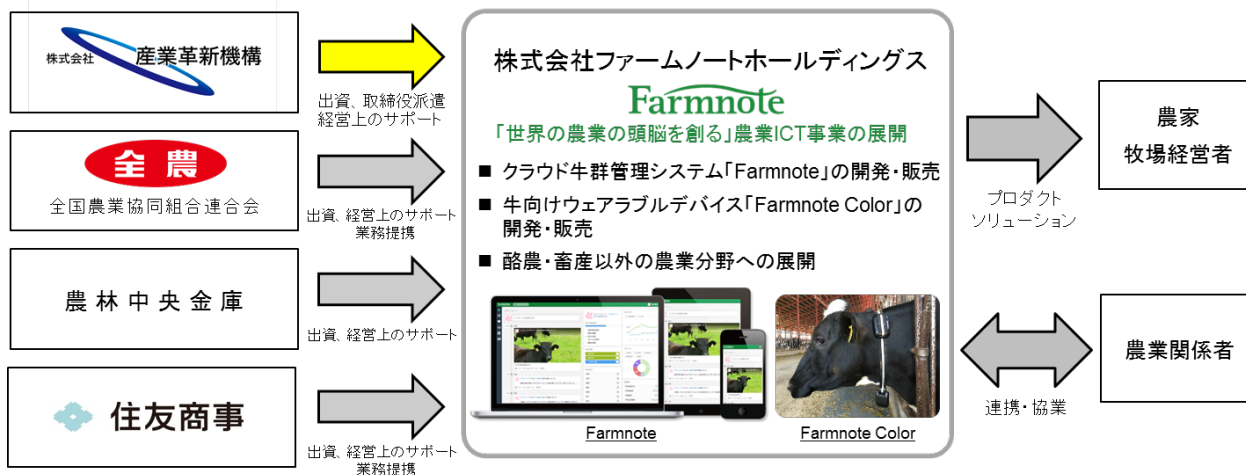 株式会社
産業革新機構
出資、取締役派遣
経営上のサポート
全農
全国農業協同組合連合会
出資、経営上のサポート
業務提携
農林中央金庫
出資、経営上のサポート
住友商事
出資、経営上のサポート
業務提携
株式会社ファームノートホールディングス
Farmnote
「世界の農業の頭脳を創る」農業ICT事業の展開
■ クラウド牛群管理システム「Farmnote」の開発・販売
■ 牛向けウェアラブルデバイス「Farmnote Color」の
開発・販売
■ 酪農・畜産以外の農業分野への展開
Farmnote
Farmnote Color
プロダクト
ソリューション
農家
牧場経営者
連携・協業
農業関係者